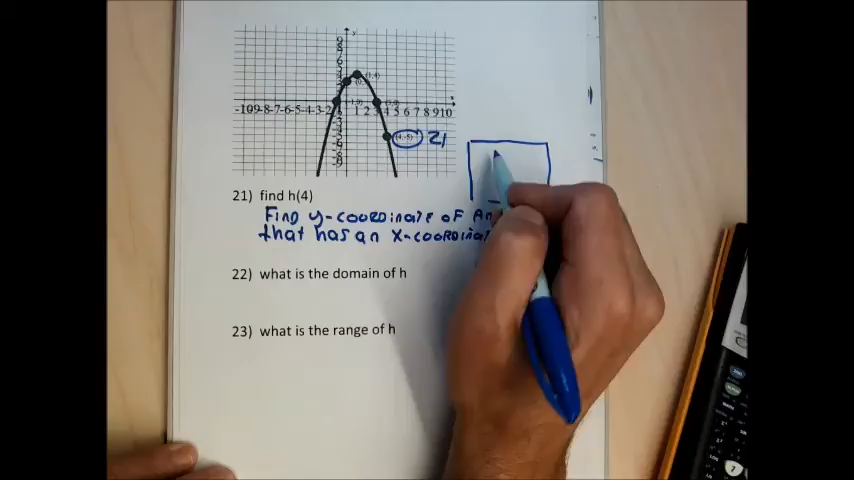 y
(1,4)
x
-10-9-8-7-6-5-4-3-2 1 2 3 4 5 6 7 8 9 10
(4,-5) 21
21) find h(4)
Find y-coordinate of An
that has an x-coordina
22) what is the domain of h
23) what is the range of h